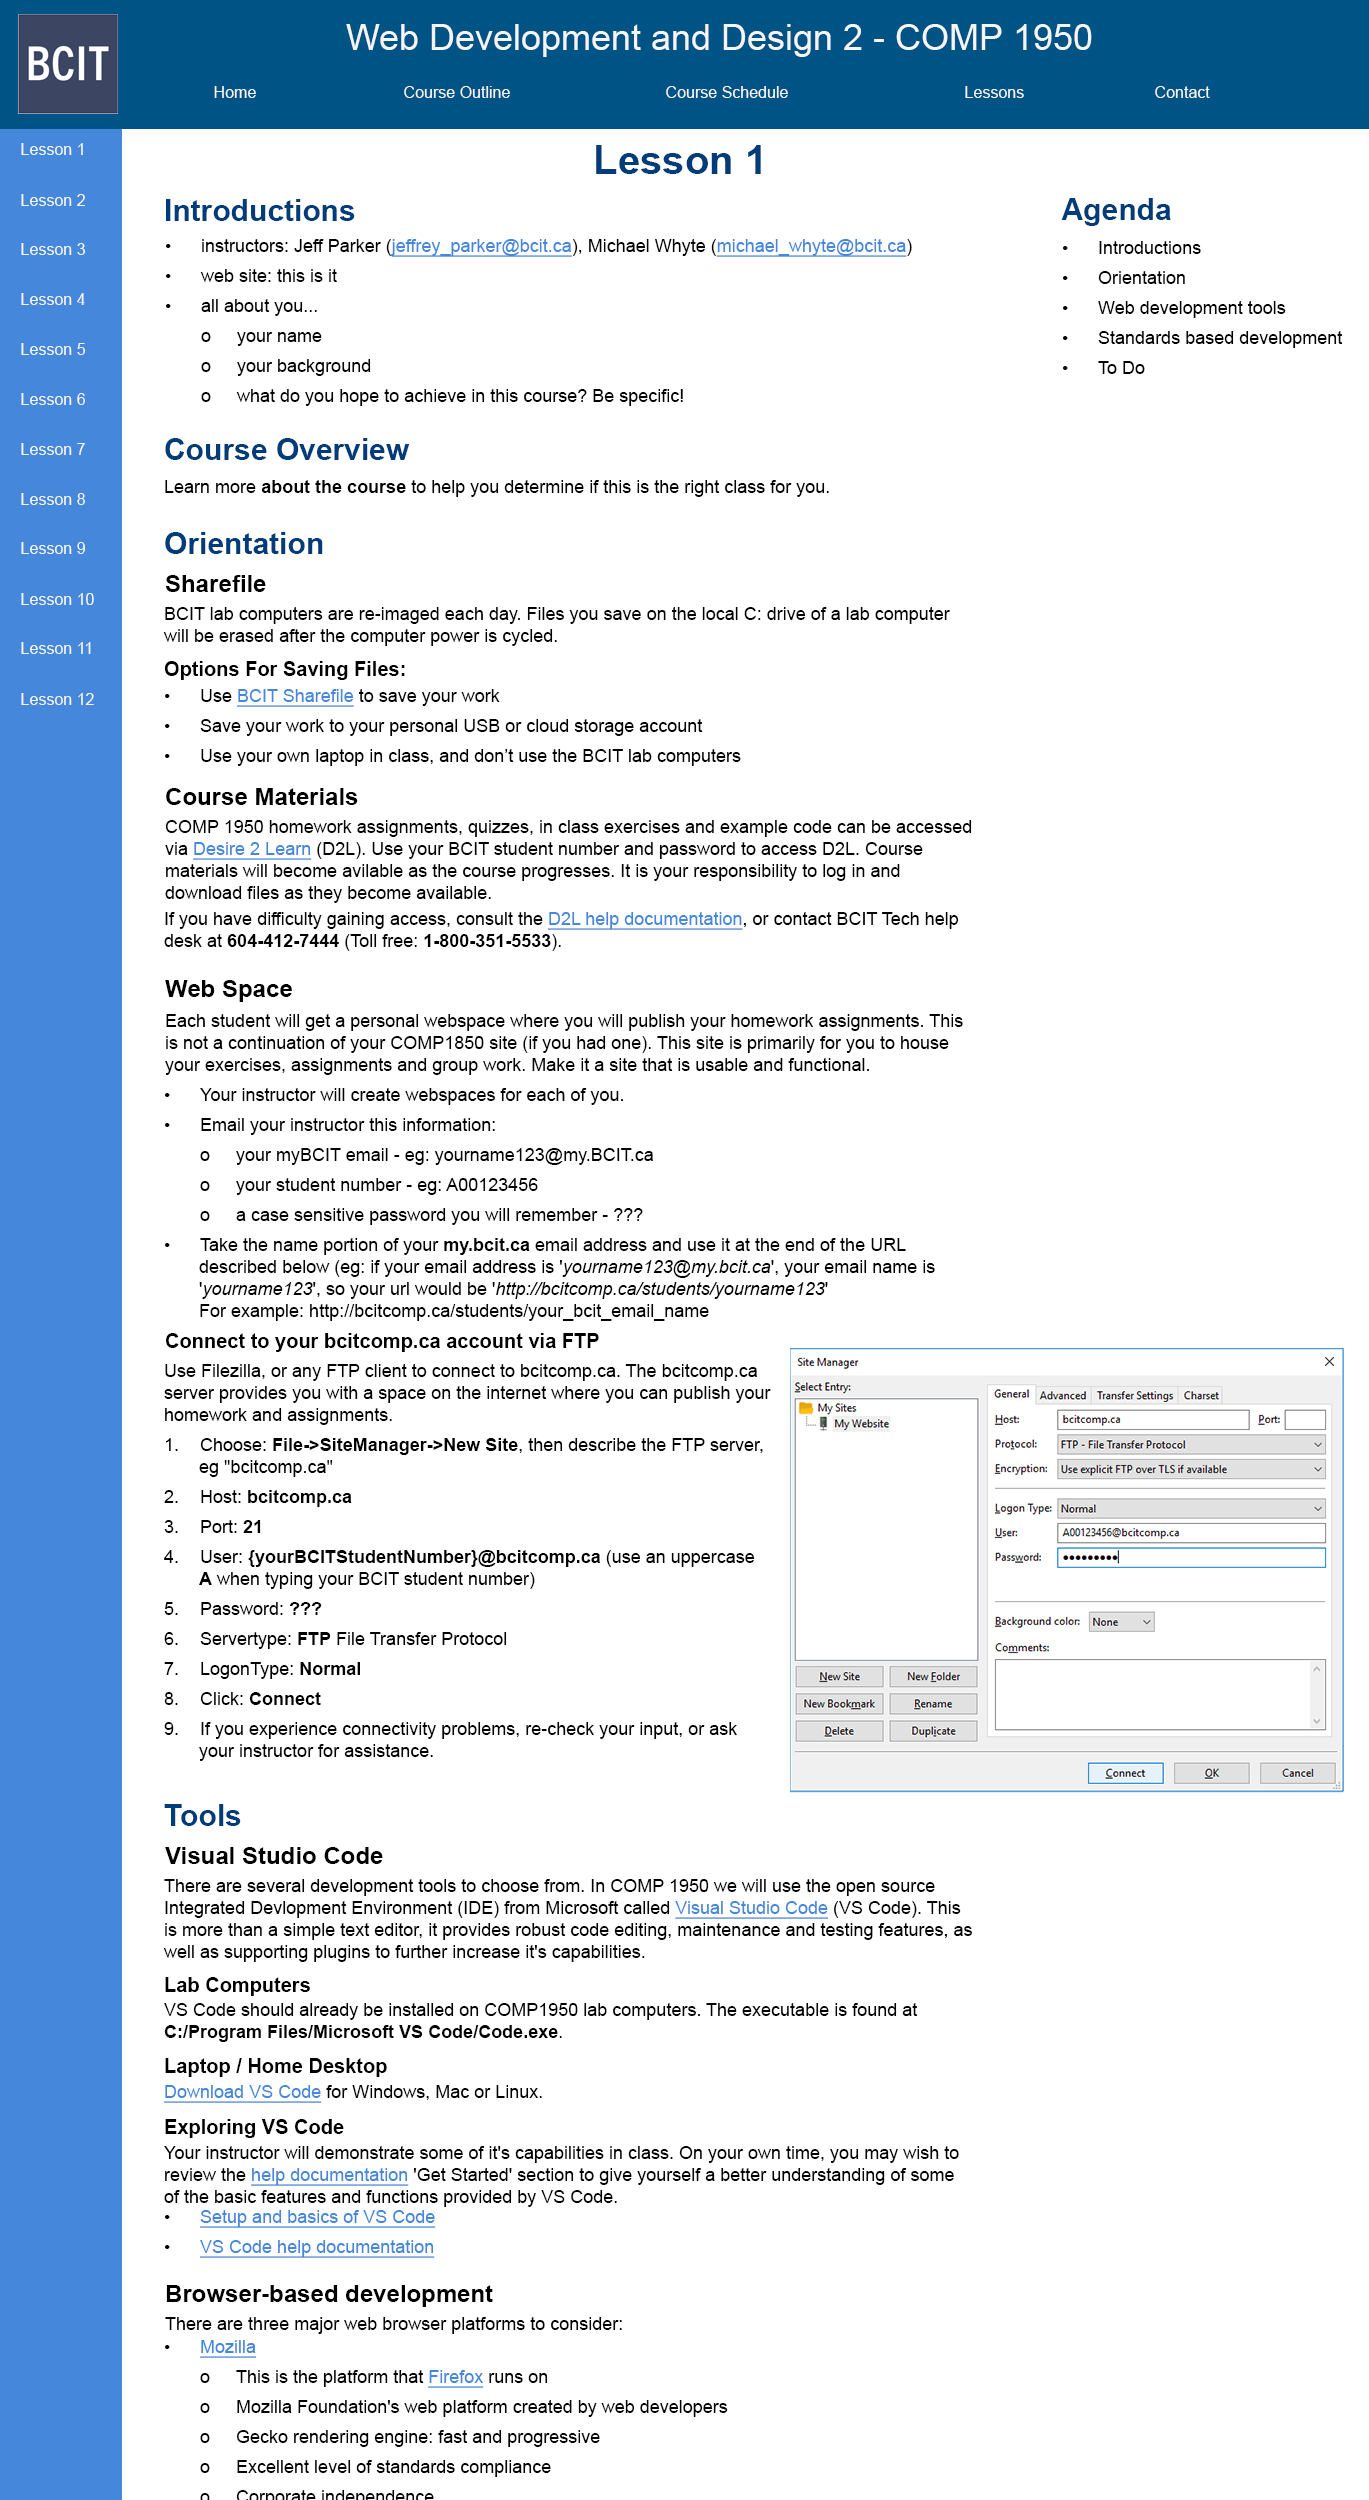 BCIT
Web Development and Design 2 - COMP 1950
Home
Course Outline
Course Schedule
Lessons
Contact
Lesson 1
Lesson 2
Lesson 3
Lesson 4
Lesson 5
Lesson 6
Lesson 7
Lesson 8
Lesson 9
Lesson 10
Lesson 11
Lesson 12
Lesson 1
Introductions
• instructors: Jeff Parker (jeffrey_parker@bcit.ca), Michael Whyte (michael_whyte@bcit.ca)
• web site: this is it
• all about you...
o your name
o your background
o what do you hope to achieve in this course? Be specific!
Agenda
• Introductions
• Orientation
• Web development tools
• Standards based development
• To Do
Course Overview
Learn more about the course to help you determine if this is the right class for you.
Orientation
Sharefile
BCIT lab computers are re-imaged each day. Files you save on the local C: drive of a lab computer
will be erased after the computer power is cycled.
Options For Saving Files:
• Use BCIT Sharefile to save your work
• Save your work to your personal USB or cloud storage account
• Use your own laptop in class, and don’t use the BCIT lab computers
Course Materials
COMP 1950 homework assignments, quizzes, in class exercises and example code can be accessed
via Desire 2 Learn (D2L). Use your BCIT student number and password to access D2L. Course
materials will become avilable as the course progresses. It is your responsibility to log in and
download files as they become available.
If you have difficulty gaining access, consult the D2L help documentation, or contact BCIT Tech help
desk at 604-412-7444 (Toll free: 1-800-351-5533).
Web Space
Each student will get a personal webspace where you will publish your homework assignments. This
is not a continuation of your COMP1850 site (if you had one). This site is primarily for you to house
your exercises, assignments and group work. Make it a site that is usable and functional.
• Your instructor will create webspaces for each of you.
• Email your instructor this information:
o your myBCIT email - eg: yourname123@my.BCIT.ca
o your student number - eg: A00123456
o a case sensitive password you will remember - ???
• Take the name portion of your my.bcit.ca email address and use it at the end of the URL
described below (eg: if your email address is 'yourname123@my.bcit.ca', your email name is
'yourname123', so your url would be 'http://bcitcomp.ca/students/yourname123'
For example: http://bcitcomp.ca/students/your_bcit_email_name
Connect to your bcitcomp.ca account via FTP
Use Filezilla, or any FTP client to connect to bcitcomp.ca. The bcitcomp.ca
server provides you with a space on the internet where you can publish your
homework and assignments.
1. Choose: File->SiteManager->New Site, then describe the FTP server,
eg "bcitcomp.ca"
2. Host: bcitcomp.ca
3. Port: 21
4. User: {yourBCITStudentNumber}@bcitcomp.ca (use an uppercase
A when typing your BCIT student number)
5. Password: ???
6. Servertype: FTP File Transfer Protocol
7. LogonType: Normal
8. Click: Connect
9. If you experience connectivity problems, re-check your input, or ask
your instructor for assistance.
Site Manager
Select Entry:
My Sites
My Website
New Site
New Folder
New Bookmark
Rename
Delete
Duplicate
General
Advanced
Transfer Settings
Charset
Host: bcitcomp.ca Port:
Protocol: FTP - File Transfer Protocol
Encryption: Use explicit FTP over TLS if available
Logon Type: Normal
User: A00123456@bcitcomp.ca
Password: •••••••••
Background color: None
Comments:
Connect
OK
Cancel
Tools
Visual Studio Code
There are several development tools to choose from. In COMP 1950 we will use the open source
Integrated Devlopment Environment (IDE) from Microsoft called Visual Studio Code (VS Code). This
is more than a simple text editor, it provides robust code editing, maintenance and testing features, as
well as supporting plugins to further increase it's capabilities.
Lab Computers
VS Code should already be installed on COMP1950 lab computers. The executable is found at
C:/Program Files/Microsoft VS Code/Code.exe.
Laptop / Home Desktop
Download VS Code for Windows, Mac or Linux.
Exploring VS Code
Your instructor will demonstrate some of it's capabilities in class. On your own time, you may wish to
review the help documentation 'Get Started' section to give yourself a better understanding of some
of the basic features and functions provided by VS Code.
• Setup and basics of VS Code
• VS Code help documentation
Browser-based development
There are three major web browser platforms to consider:
• Mozilla
o This is the platform that Firefox runs on
o Mozilla Foundation's web platform created by web developers
o Gecko rendering engine: fast and progressive
o Excellent level of standards compliance
o Corporate independence